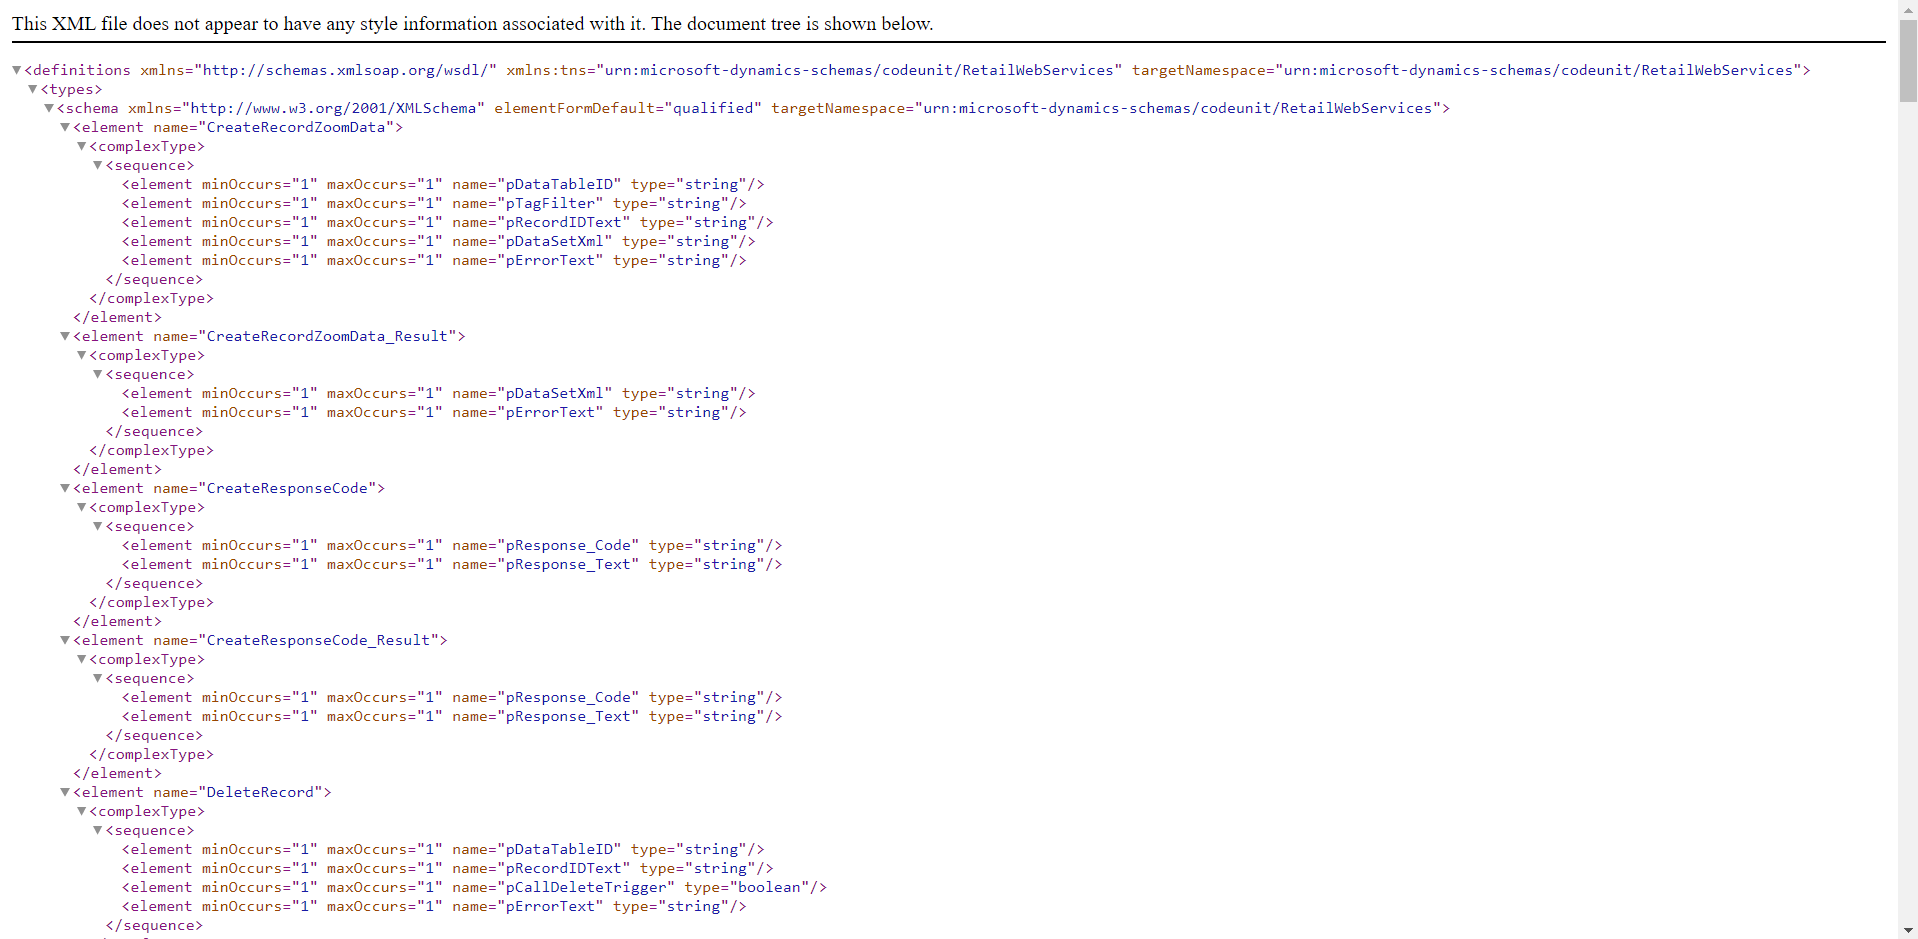 This XML file does not appear to have any style information associated with it. The document tree is shown below.
▼<definitions xmlns="http://schemas.xmlsoap.org/wsdl/" xmlns:tns="urn:microsoft-dynamics-schemas/codeunit/RetailWebServices" targetNamespace="urn:microsoft-dynamics-schemas/codeunit/RetailWebServices">
▼<types>
▼<schema xmlns="http://www.w3.org/2001/XMLSchema" elementFormDefault="qualified" targetNamespace="urn:microsoft-dynamics-schemas/codeunit/RetailWebServices">
▼<element name="CreateRecordZoomData">
▼<complexType>
▼<sequence>
<element minOccurs="1" maxOccurs="1" name="pDataTableID" type="string"/>
<element minOccurs="1" maxOccurs="1" name="pTagFilter" type="string"/>
<element minOccurs="1" maxOccurs="1" name="pRecordIDText" type="string"/>
<element minOccurs="1" maxOccurs="1" name="pDataSetXml" type="string"/>
<element minOccurs="1" maxOccurs="1" name="pErrorText" type="string"/>
</sequence>
</complexType>
</element>
▼<element name="CreateRecordZoomData_Result">
▼<complexType>
▼<sequence>
<element minOccurs="1" maxOccurs="1" name="pDataSetXml" type="string"/>
<element minOccurs="1" maxOccurs="1" name="pErrorText" type="string"/>
</sequence>
</complexType>
</element>
▼<element name="CreateResponseCode">
▼<complexType>
▼<sequence>
<element minOccurs="1" maxOccurs="1" name="pResponse_Code" type="string"/>
<element minOccurs="1" maxOccurs="1" name="pResponse_Text" type="string"/>
</sequence>
</complexType>
</element>
▼<element name="CreateResponseCode_Result">
▼<complexType>
▼<sequence>
<element minOccurs="1" maxOccurs="1" name="pResponse_Code" type="string"/>
<element minOccurs="1" maxOccurs="1" name="pResponse_Text" type="string"/>
</sequence>
</complexType>
</element>
▼<element name="DeleteRecord">
▼<complexType>
▼<sequence>
<element minOccurs="1" maxOccurs="1" name="pDataTableID" type="string"/>
<element minOccurs="1" maxOccurs="1" name="pRecordIDText" type="string"/>
<element minOccurs="1" maxOccurs="1" name="pCallDeleteTrigger" type="boolean"/>
<element minOccurs="1" maxOccurs="1" name="pErrorText" type="string"/>
</sequence>